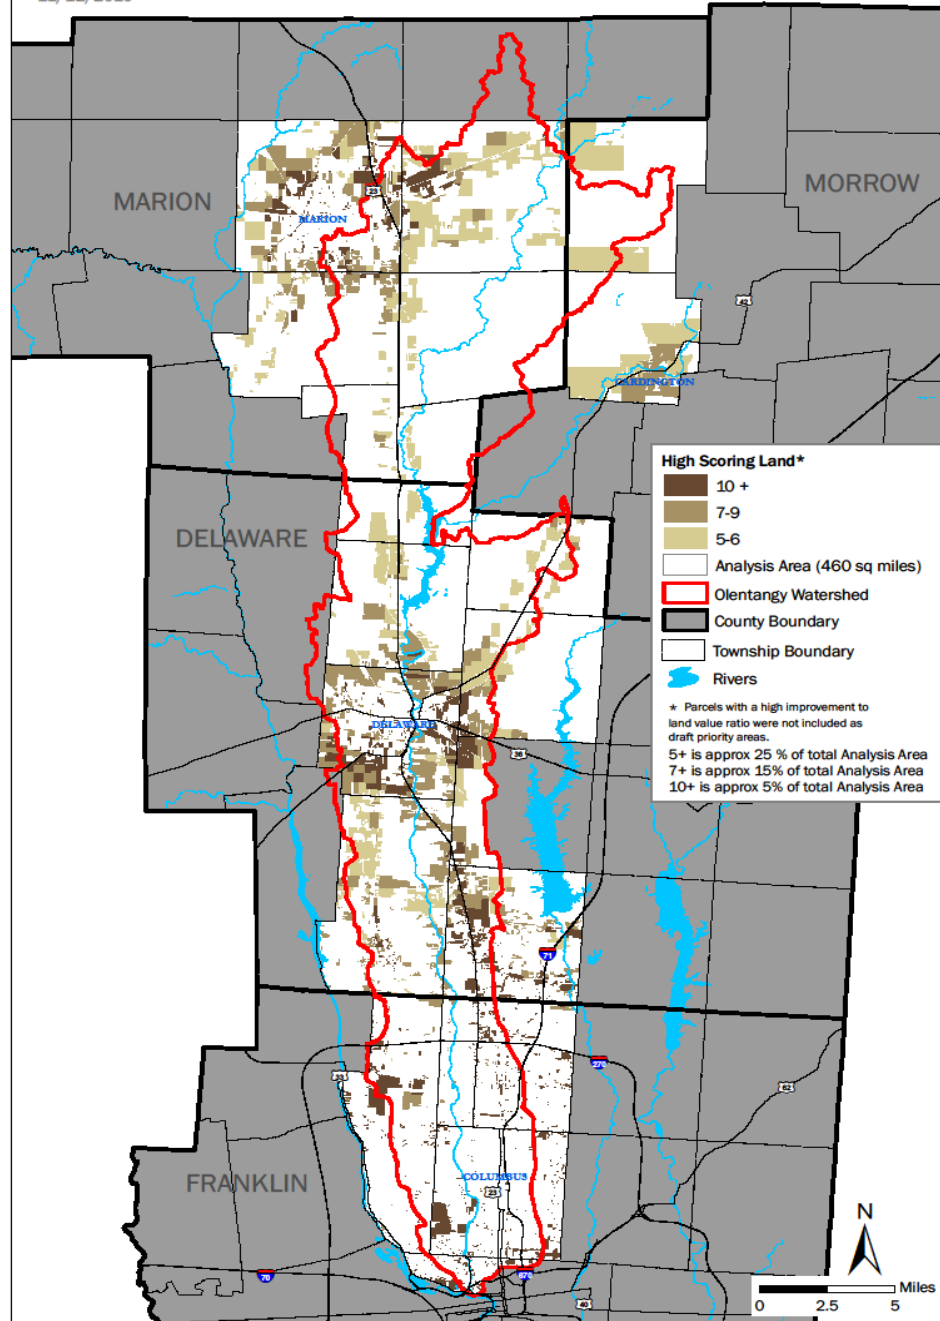 MARION
MORROW
23
MARION
42
CARDINGTON
High Scoring Land*
10 +
7-9
5-6
Analysis Area (460 sq miles)
Olentangy Watershed
County Boundary
Township Boundary
Rivers
* Parcels with a high improvement to
land value ratio were not included as
draft priority areas.
5+ is approx 25 % of total Analysis Area
7+ is approx 15% of total Analysis Area
10+ is approx 5% of total Analysis Area
DELAWARE
DELAWARE
36
71
270
33
62
FRANKLIN
COLUMBUS
23
N
70
670
40
Miles
0 2.5 5